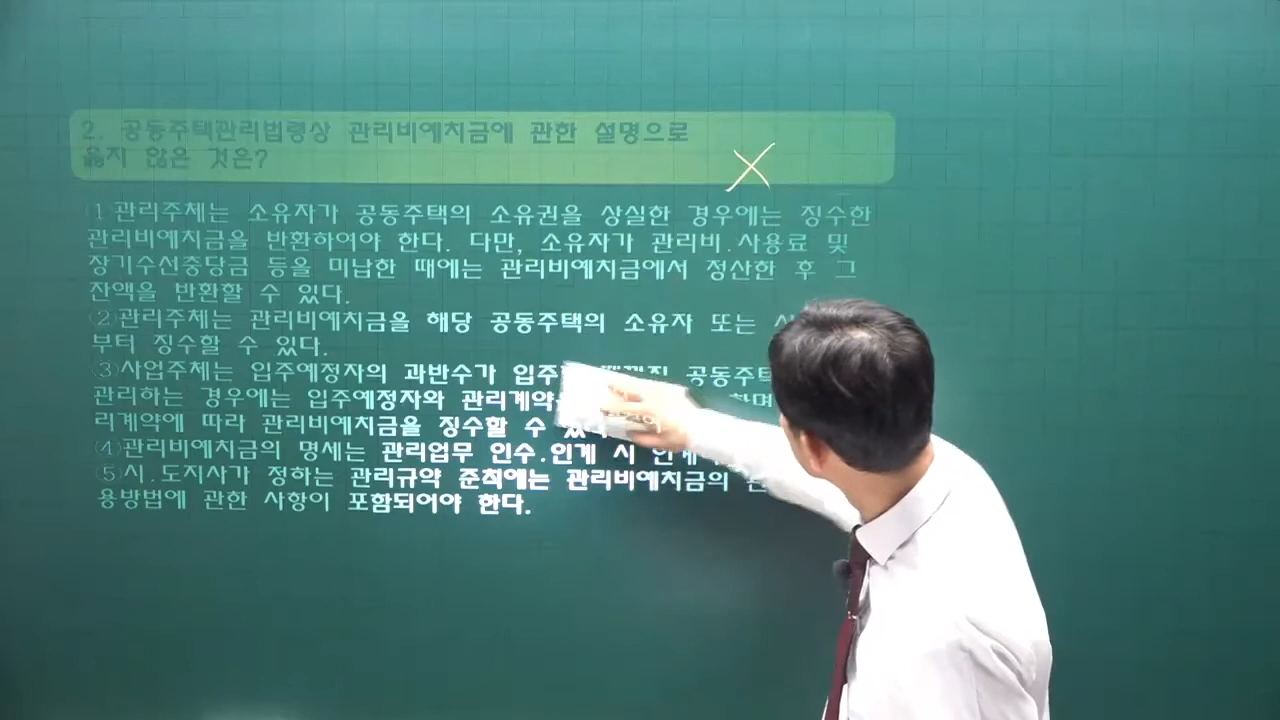 2. 공동주택관리법령상 관리비예치금에 관한 설명으로
옳지 않은 것은?
①관리주체는 소유자가 공동주택의 소유권을 상실한 경우에는 징수한
관리비예치금을 반환하여야 한다. 다만, 소유자가 관리비.사용료 및
장기수선충당금 등을 미납한 때에는 관리비예치금에서 정산한 후 그
잔액을 반환할 수 있다.
②관리주체는 관리비예치금을 해당 공동주택의 소유자 또는
부터 징수할 수 있다.
③사업주체는 입주예정자의 과반수가 공동주택
관리하는 경우에는 입주예정자와
리계약에 따라 관리비예치금을 징수할 수
④관리비예치금의 명세는 관리업무 인수.인계 시
⑤시.도지사가 정하는 관리규약 준칙에는 관리비예치금의
용방법에 관한 사항이 포함되어야 한다.